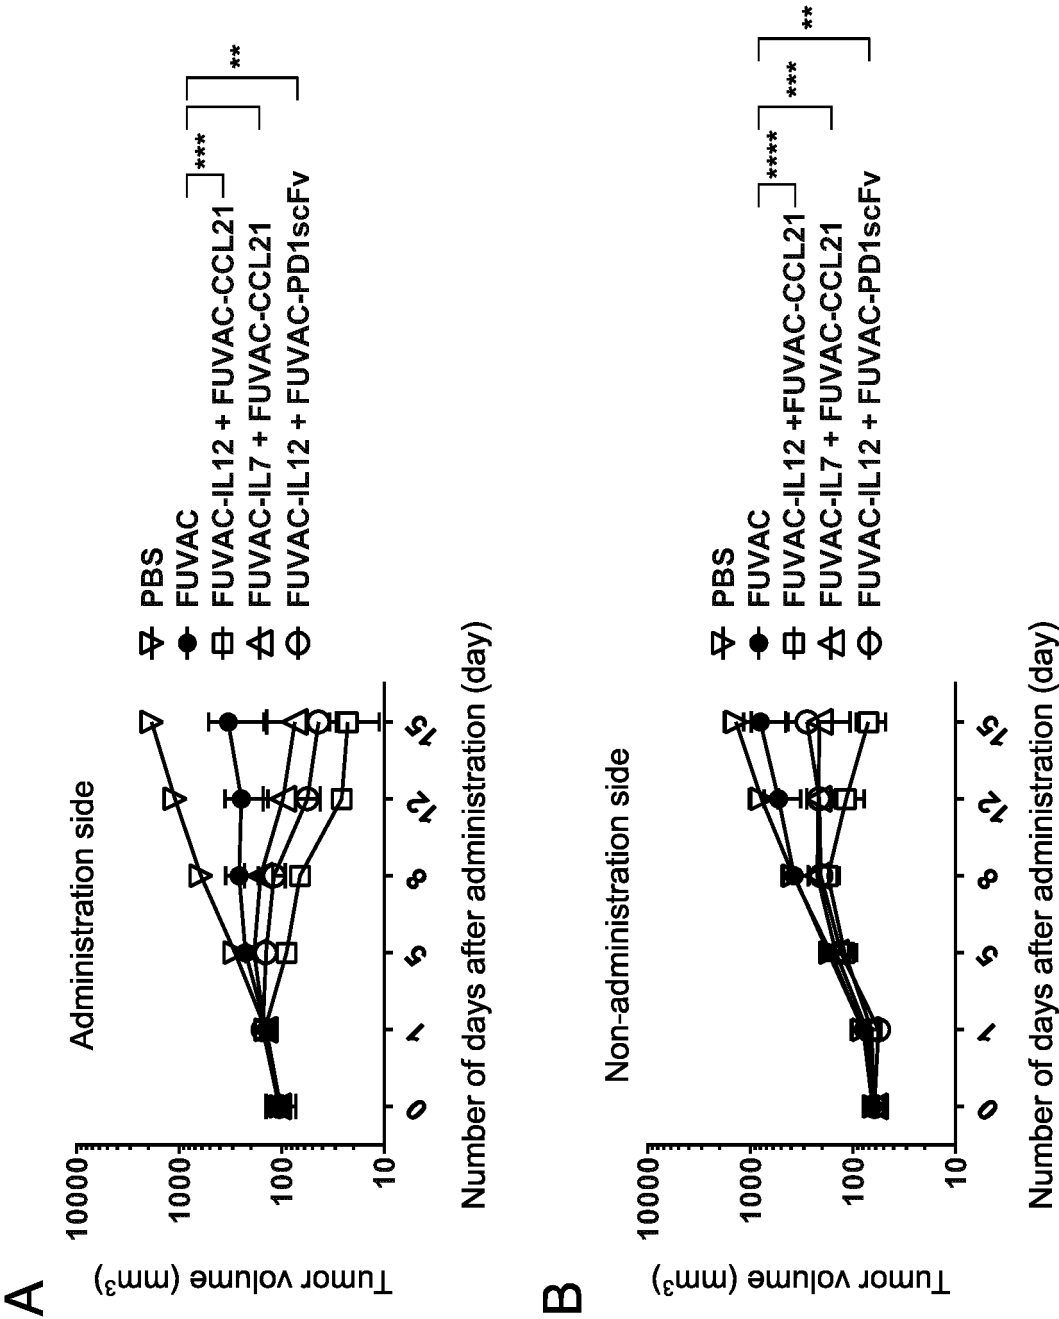 A
Administration side
Tumor volume (mm³)
10000
1000
100
10
0
1
5
8
12
15
Number of days after administration (day)
PBS
FUVAC
FUVAC-IL12 + FUVAC-CCL21
FUVAC-IL7 + FUVAC-CCL21
FUVAC-IL12 + FUVAC-PD1scFv
***
**
B
Non-administration side
Tumor volume (mm³)
10000
1000
100
10
0
1
5
8
12
15
Number of days after administration (day)
PBS
FUVAC
FUVAC-IL12 +FUVAC-CCL21
FUVAC-IL7 + FUVAC-CCL21
FUVAC-IL12 + FUVAC-PD1scFv
****
***
**